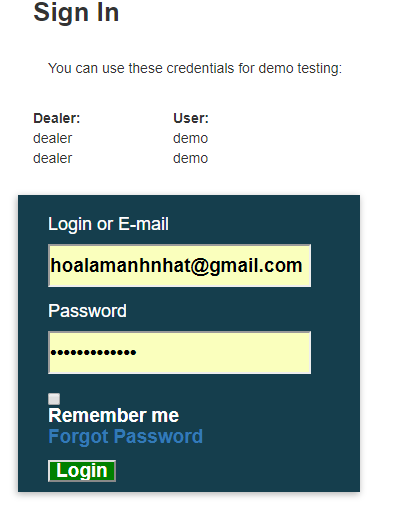 Sign In
You can use these credentials for demo testing:
Dealer: User:
dealer demo
dealer demo
Login or E-mail
hoalamanhnhat@gmail.com
Password
•••••••••••••
Remember me
Forgot Password
Login